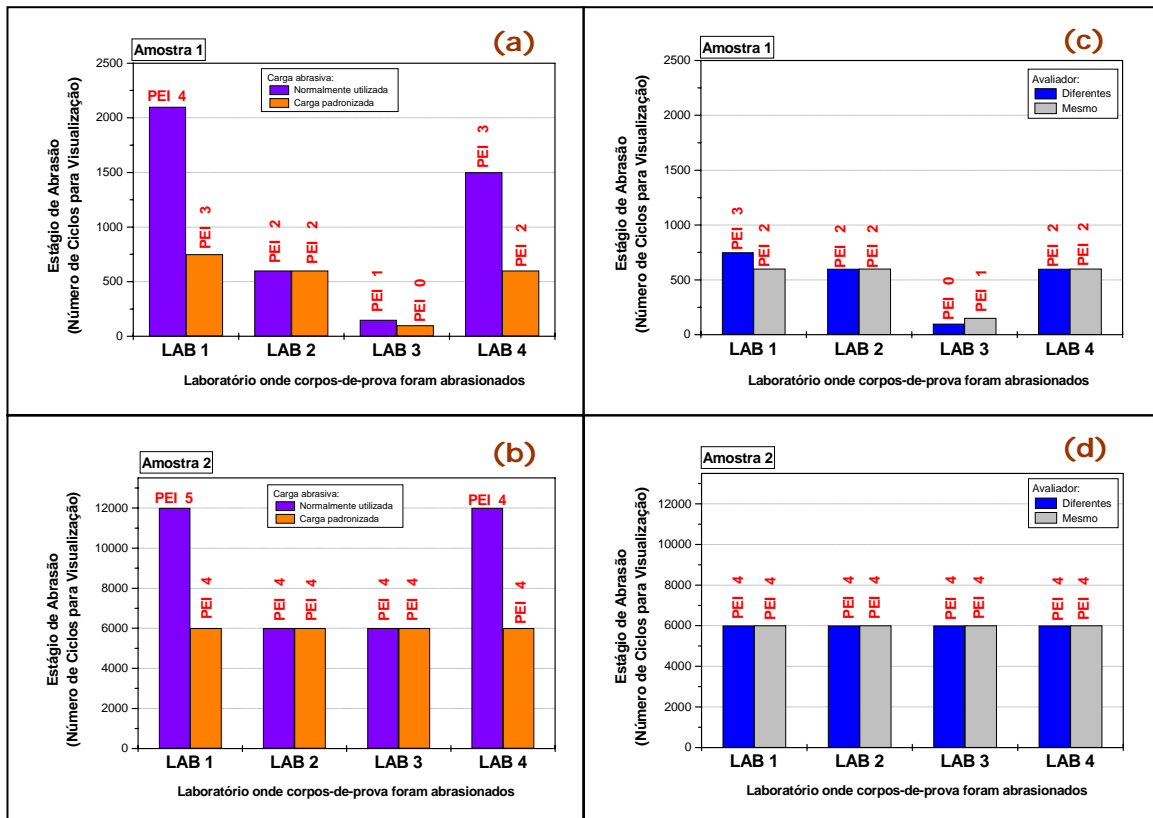 (a)
Amostra 1
Estágio de Abrasão
(Número de Ciclos para Visualização)
2500
2000
1500
1000
500
0
Carga abrasiva:
Normalmente utilizada
Carga padronizada
PEI 4
PEI 3
PEI 2
PEI 2
PEI 1
PEI 0
PEI 3
PEI 2
LAB 1
LAB 2
LAB 3
LAB 4
Laboratório onde corpos-de-prova foram abrasionados
(c)
Amostra 1
Estágio de Abrasão
(Número de Ciclos para Visualização)
2500
2000
1500
1000
500
0
Avaliador:
Diferentes
Mesmo
PEI 3
PEI 2
PEI 2
PEI 2
PEI 0
PEI 1
PEI 2
PEI 2
LAB 1
LAB 2
LAB 3
LAB 4
Laboratório onde corpos-de-prova foram abrasionados
(b)
Amostra 2
Estágio de Abrasão
(Número de Ciclos para Visualização)
12000
10000
8000
6000
4000
2000
0
Carga abrasiva:
Normalmente utilizada
Carga padronizada
PEI 5
PEI 4
PEI 4
PEI 4
PEI 4
PEI 4
PEI 4
PEI 4
LAB 1
LAB 2
LAB 3
LAB 4
Laboratório onde corpos-de-prova foram abrasionados
(d)
Amostra 2
Estágio de Abrasão
(Número de Ciclos para Visualização)
12000
10000
8000
6000
4000
2000
0
Avaliador:
Diferentes
Mesmo
PEI 4
PEI 4
PEI 4
PEI 4
PEI 4
PEI 4
PEI 4
PEI 4
LAB 1
LAB 2
LAB 3
LAB 4
Laboratório onde corpos-de-prova foram abrasionados